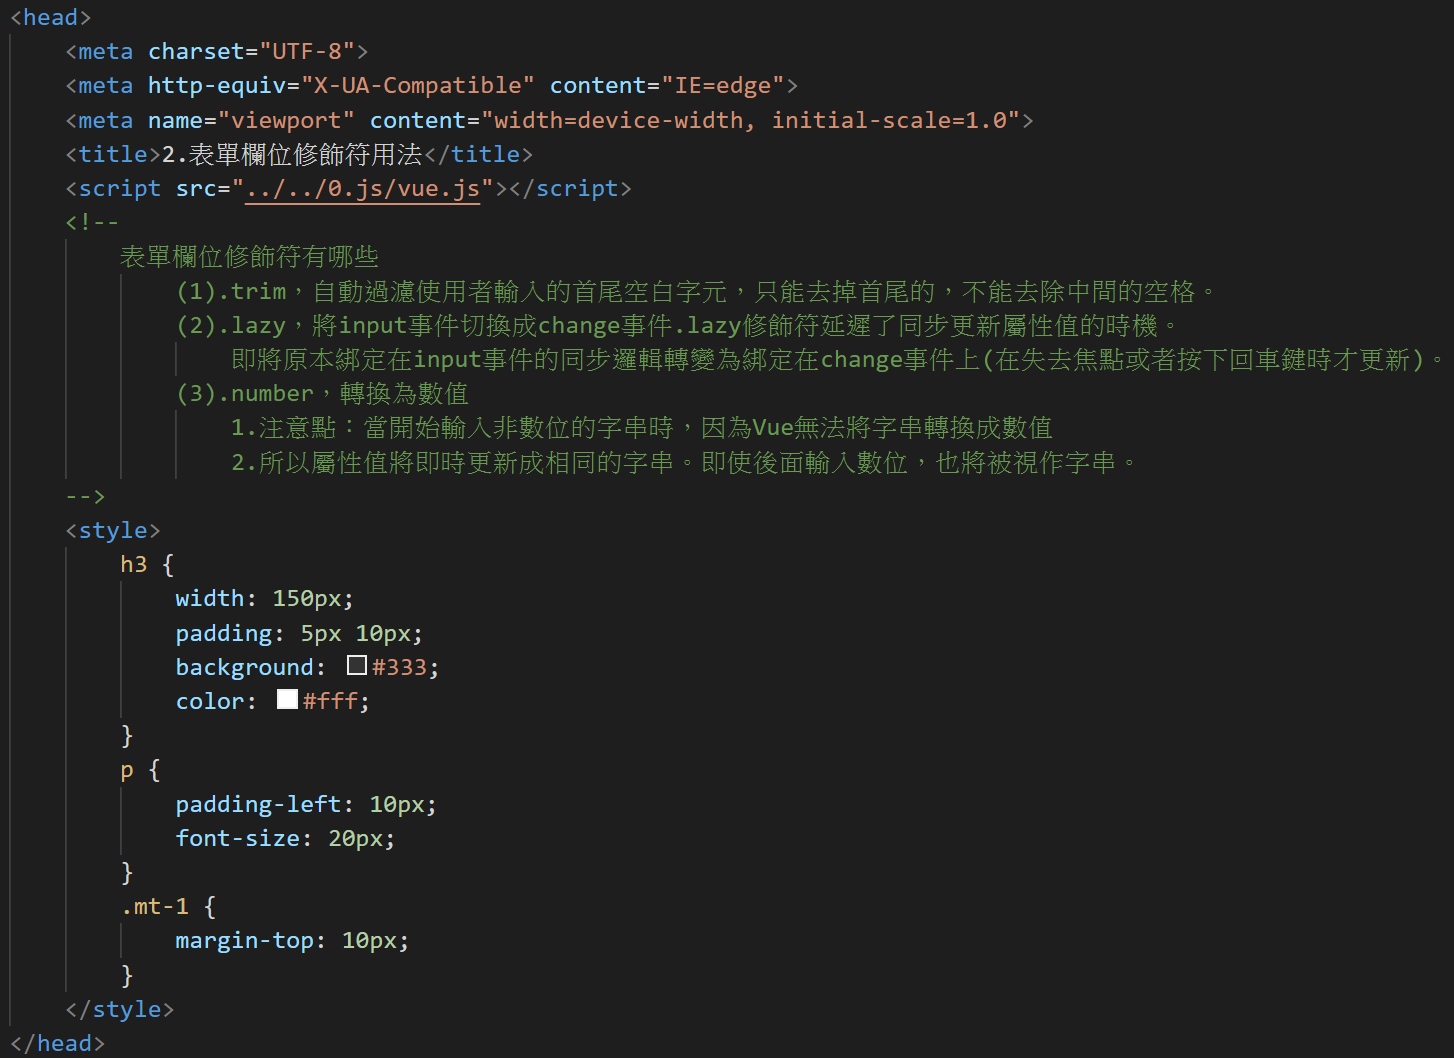 <head>
<meta charset="UTF-8">
<meta http-equiv="X-UA-Compatible" content="IE=edge">
<meta name="viewport" content="width=device-width, initial-scale=1.0">
<title>2.表單欄位修飾符用法</title>
<script src="../../0.js/vue.js"></script>
<!--
表單欄位修飾符有哪些
(1).trim，自動過濾使用者輸入的首尾空白字元，只能去掉首尾的，不能去除中間的空格。
(2).lazy，將input事件切換成change事件.lazy修飾符延遲了同步更新屬性值的時機。
即將原本綁定在input事件的同步邏輯轉變為綁定在change事件上(在失去焦點或者按下回車鍵時才更新)。
(3).number，轉換為數值
1.注意點：當開始輸入非數位的字串時，因為Vue無法將字串轉換成數值
2.所以屬性值將即時更新成相同的字串。即使後面輸入數位，也將被視作字串。
-->
<style>
h3 {
width: 150px;
padding: 5px 10px;
background: #333;
color: #fff;
}
p {
padding-left: 10px;
font-size: 20px;
}
.mt-1 {
margin-top: 10px;
}
</style>
</head>